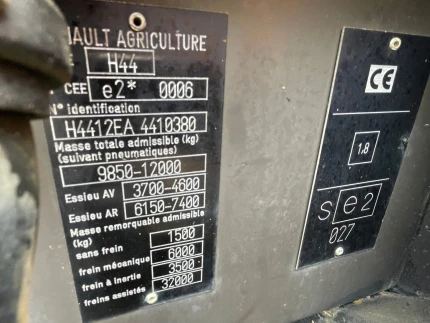 AULT AGRICULTURE
H44
CEE e2* 0006
N° identification
H4412EA 4410380
Masse totale admissible (kg)
(suivant pneumatiques)
9850-12000
Essieu AV 3700-4600
Essieu AR 6150-7400
Masse remorquable admissible
(kg)
sans frein 1500
frein mécanique 6000
frein à inertie 3500
freins assistés 32000
CE
1.8
s e2
027